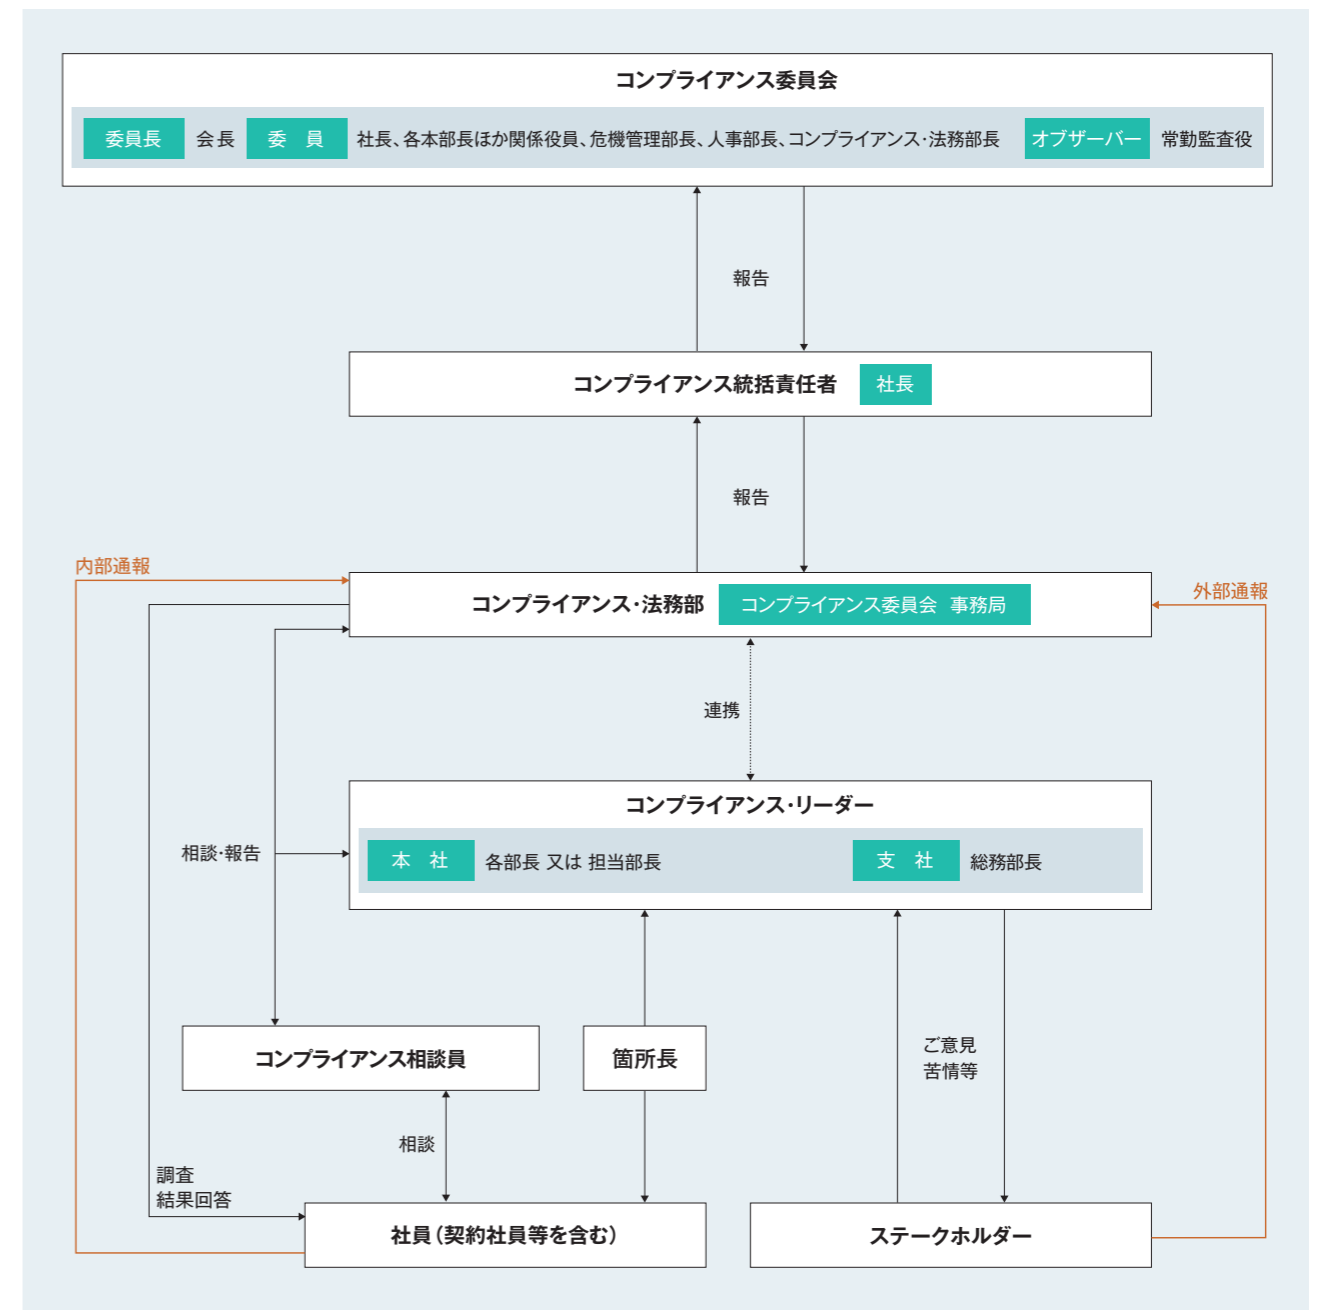 コンプライアンス委員会
委員長 会長 委 員 社長、各本部長ほか関係役員、危機管理部長、人事部長、コンプライアンス・法務部長 オブザーバー 常勤監査役
報告
コンプライアンス統括責任者 社長
報告
内部通報
外部通報
コンプライアンス・法務部 コンプライアンス委員会 事務局
連携
コンプライアンス・リーダー
本 社 各部長 又は 担当部長 支 社 総務部長
相談・報告
コンプライアンス相談員
箇所長
ご意見
苦情等
相談
調査
結果回答
社員（契約社員等を含む）
ステークホルダー